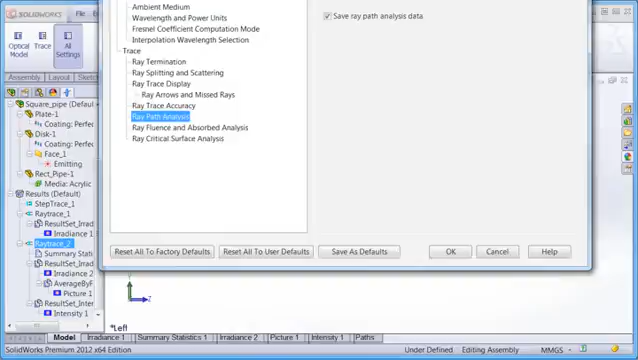 SOLIDWORKS
Optical Model
Trace
All Settings
Assembly
Layout
Sketch
Square_pipe (Defau
Plate-1
Coating: Perfec
Disk-1
Coating: Perfec
Face_1
Emitting
Rect_Pipe-1
Media: Acrylic
Results (Default)
StepTrace_1
Raytrace_1
ResultSet_Irrad
Irradiance 1
Raytrace_2
Summary Stati
ResultSet_Irrad
Irradiance 2
AverageByF
Picture 1
ResultSet_Inter
Intensity 1
Ambient Medium
Wavelength and Power Units
Fresnel Coefficient Computation Mode
Interpolation Wavelength Selection
Trace
Ray Termination
Ray Splitting and Scattering
Ray Trace Display
Ray Arrows and Missed Rays
Ray Trace Accuracy
Ray Path Analysis
Ray Fluence and Absorbed Analysis
Ray Critical Surface Analysis
Save ray path analysis data
Reset All To Factory Defaults
Reset All To User Defaults
Save As Defaults
OK
Cancel
Help
Z
*Left
Model
Irradiance 1
Summary Statistics 1
Irradiance 2
Picture 1
Intensity 1
Paths
SolidWorks Premium 2012 x64 Edition
Under Defined
Editing Assembly
MMGS